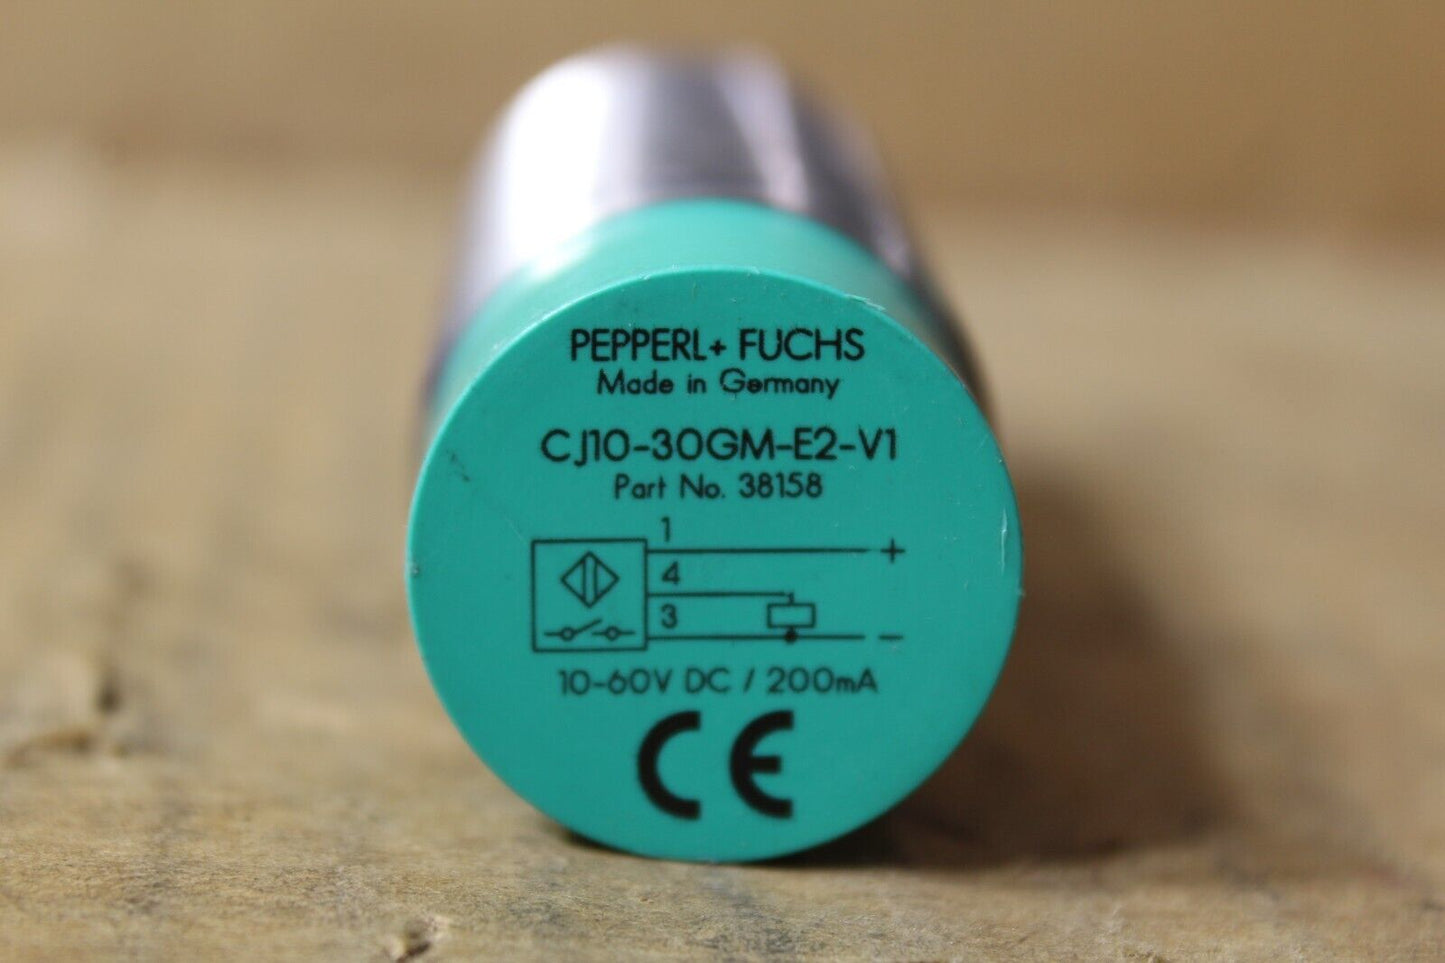 PEPPERL+ FUCHS
Made in Germany
CJ10-30GM-E2-V1
Part No. 38158
1
+
4
3
-
10-60V DC / 200mA
CE